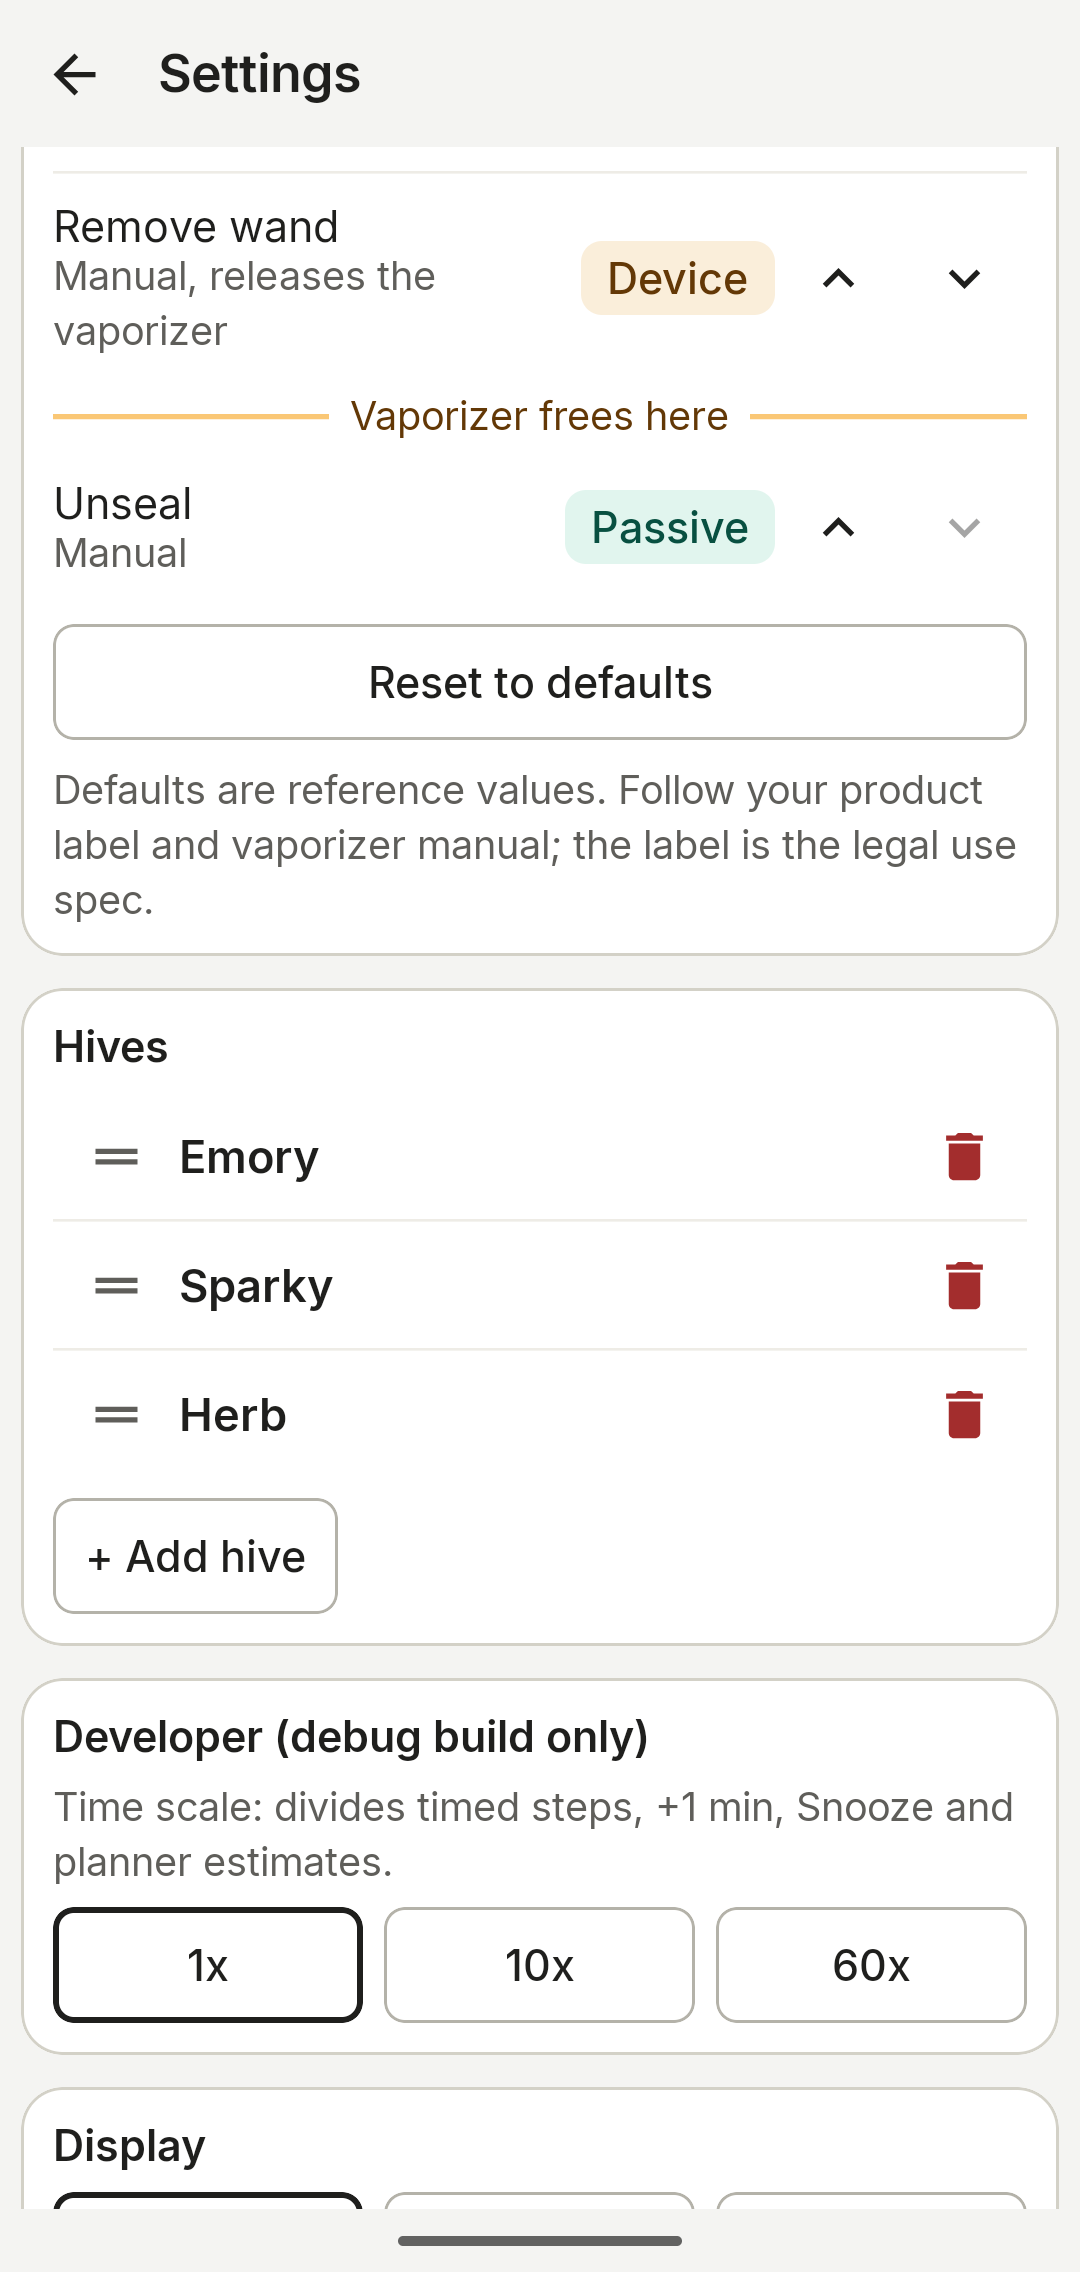 Settings
Remove wand
Manual, releases the
vaporizer
Device
Vaporizer frees here
Unseal
Manual
Passive
Reset to defaults
Defaults are reference values. Follow your product
label and vaporizer manual; the label is the legal use
spec.
Hives
Emory
Sparky
Herb
+ Add hive
Developer (debug build only)
Time scale: divides timed steps, +1 min, Snooze and
planner estimates.
1x
10x
60x
Display